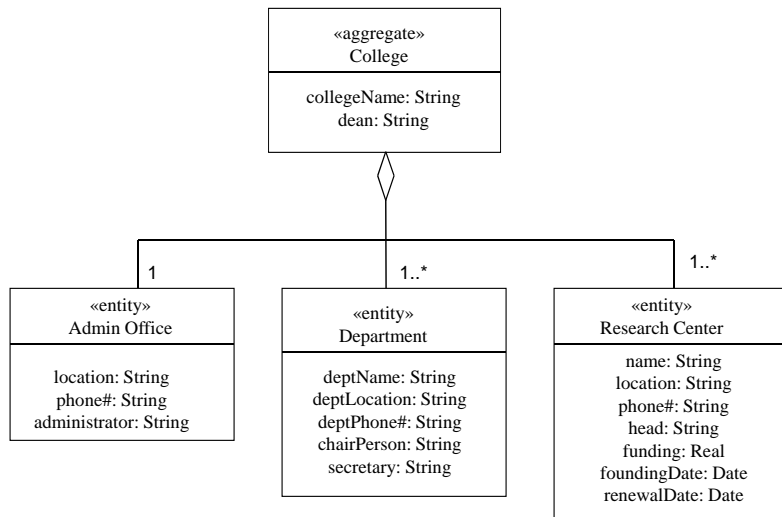 «aggregate»
College
collegeName: String
dean: String
1
1..*
1..*
«entity»
Admin Office
location: String
phone#: String
administrator: String
«entity»
Department
deptName: String
deptLocation: String
deptPhone#: String
chairPerson: String
secretary: String
«entity»
Research Center
name: String
location: String
phone#: String
head: String
funding: Real
foundingDate: Date
renewalDate: Date